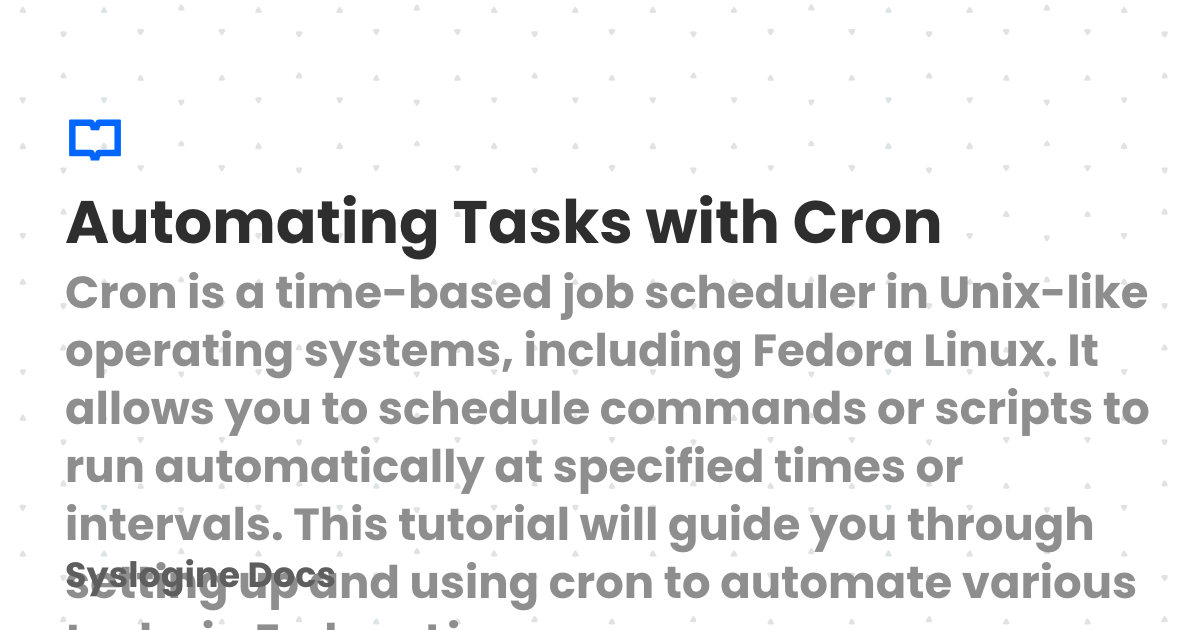 Automating Tasks with Cron
Cron is a time-based job scheduler in Unix-like
operating systems, including Fedora Linux. It
allows you to schedule commands or scripts to
run automatically at specified times or
intervals. This tutorial will guide you through
setting up and using cron to automate various
Syslogine Docs